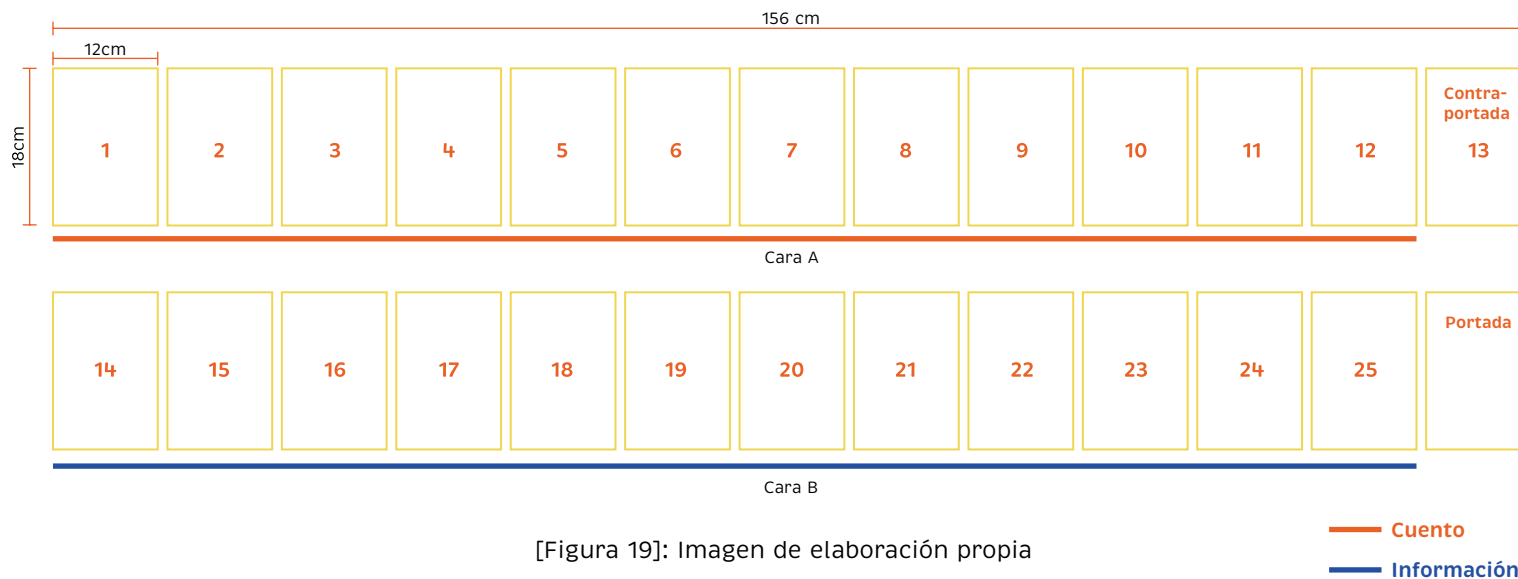 156 cm
12cm
18cm
Contra-
portada
1 2 3 4 5 6 7 8 9 10 11 12 13
Cara A
Portada
14 15 16 17 18 19 20 21 22 23 24 25
Cara B
[Figura 19]: Imagen de elaboración propia
Cuento
Información